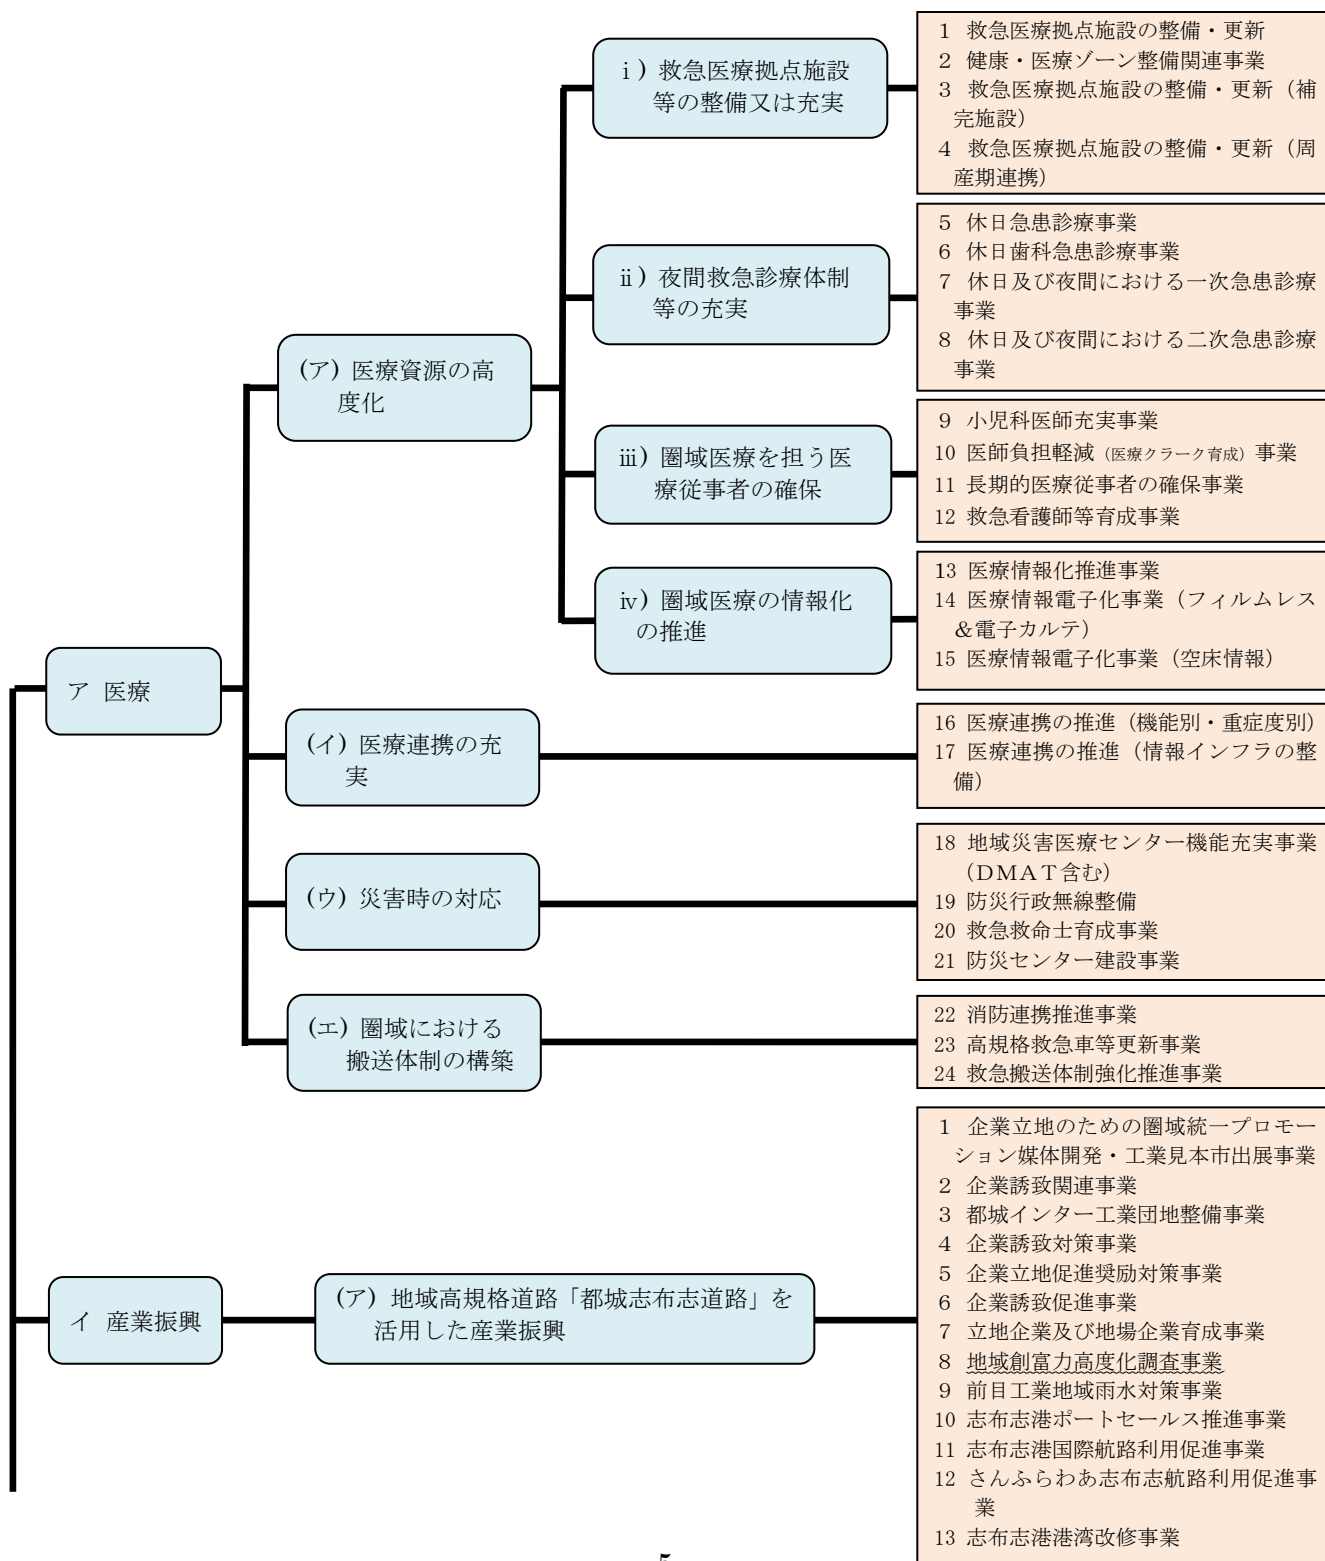 ア 医療
(ア) 医療資源の高
度化
ⅰ) 救急医療拠点施設
等の整備又は充実
1 救急医療拠点施設の整備・更新
2 健康・医療ゾーン整備関連事業
3 救急医療拠点施設の整備・更新（補
完施設）
4 救急医療拠点施設の整備・更新（周
産期連携）
ⅱ) 夜間救急診療体制
等の充実
5 休日急患診療事業
6 休日歯科急患診療事業
7 休日及び夜間における一次急患診療
事業
8 休日及び夜間における二次急患診療
事業
ⅲ) 圏域医療を担う医
療従事者の確保
9 小児科医師充実事業
10 医師負担軽減（医療クラーク育成）事業
11 長期的医療従事者の確保事業
12 救急看護師等育成事業
ⅳ) 圏域医療の情報化
の推進
13 医療情報化推進事業
14 医療情報電子化事業（フィルムレス
＆電子カルテ）
15 医療情報電子化事業（空床情報）
(イ) 医療連携の充
実
16 医療連携の推進（機能別・重症度別）
17 医療連携の推進（情報インフラの整
備）
(ウ) 災害時の対応
18 地域災害医療センター機能充実事業
（ＤＭＡＴ含む）
19 防災行政無線整備
20 救急救命士育成事業
21 防災センター建設事業
(エ) 圏域における
搬送体制の構築
22 消防連携推進事業
23 高規格救急車等更新事業
24 救急搬送体制強化推進事業
イ 産業振興
(ア) 地域高規格道路「都城志布志道路」を
活用した産業振興
1 企業立地のための圏域統一プロモー
ション媒体開発・工業見本市出展事業
2 企業誘致関連事業
3 都城インター工業団地整備事業
4 企業誘致対策事業
5 企業立地促進奨励対策事業
6 企業誘致促進事業
7 立地企業及び地場企業育成事業
8 地域創富力高度化調査事業
9 前目工業地域雨水対策事業
10 志布志港ポートセールス推進事業
11 志布志港国際航路利用促進事業
12 さんふらわあ志布志航路利用促進事
業
13 志布志港港湾改修事業
5